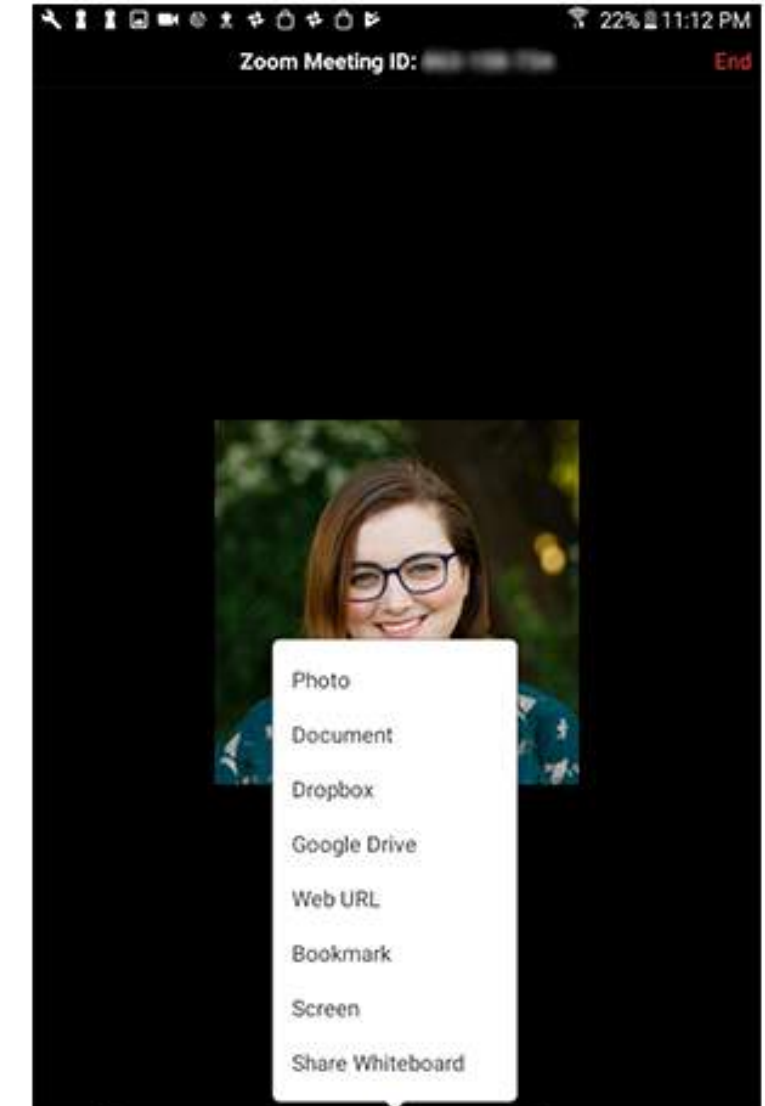 22% 11:12 PM
Zoom Meeting ID:
End
Photo
Document
Dropbox
Google Drive
Web URL
Bookmark
Screen
Share Whiteboard